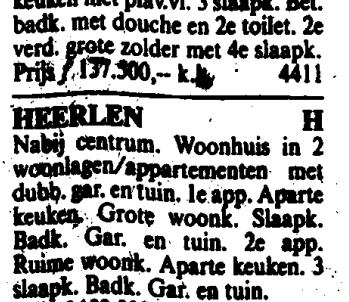 keuken met plav.vl. 3 slaapk. Bet.
badk. met douche en 2e toilet. 2e
verd. grote zolder met 4e slaapk.
Prijs ƒ 137.500,-- k.k. 4411
HEERLEN H
Nabij centrum. Woonhuis in 2
woonlagen/appartementen met
dubb. gar. en tuin. 1e app. Aparte
keuken. Grote woonk. Slaapk.
Badk. Gar. en tuin. 2e app.
Ruime woonk. Aparte keuken. 3
slaapk. Badk. Gar. en tuin.